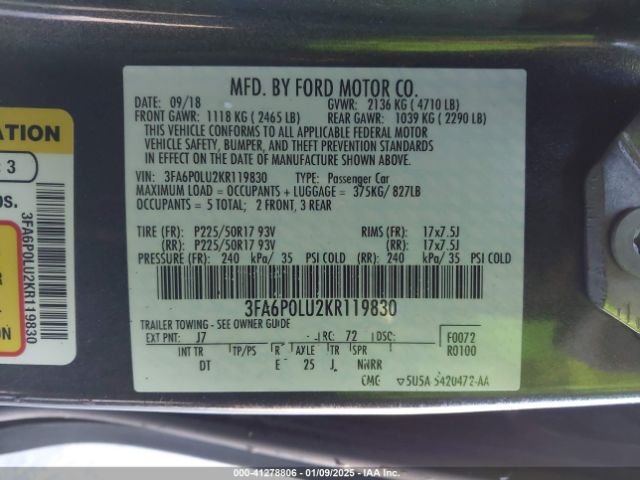 MFD. BY FORD MOTOR CO.
DATE: 09/18 GVWR: 2136 KG ( 4710 LB)
FRONT GAWR: 1118 KG ( 2465 LB) REAR GAWR: 1039 KG ( 2290 LB)
THIS VEHICLE CONFORMS TO ALL APPLICABLE FEDERAL MOTOR
VEHICLE SAFETY, BUMPER, AND THEFT PREVENTION STANDARDS
IN EFFECT ON THE DATE OF MANUFACTURE SHOWN ABOVE.
VIN: 3FA6P0LU2KR119830 TYPE: Passenger Car
MAXIMUM LOAD = OCCUPANTS + LUGGAGE = 375KG/ 827LB
OCCUPANTS = 5 TOTAL; 2 FRONT, 3 REAR
TIRE (FR): P225/50R17 93V RIMS (FR): 17x7.5J
(RR): P225/50R17 93V (RR): 17x7.5J
PRESSURE (FR): 240 kPa/ 35 PSI COLD (RR): 240 kPa/ 35 PSI COLD
3FA6P0LU2KR119830
TRAILER TOWING - SEE OWNER GUIDE
EXT PNT: J7 RC: 72 DSC: F0072
INT TR TP/PS R AXLE TR SPR R0100
DT E 25 J
CMC 5U5A
ATION
: 3
os.
3FA6P0LU2KR119830
000-41278806 - 01/09/2025 - IAA, Inc.